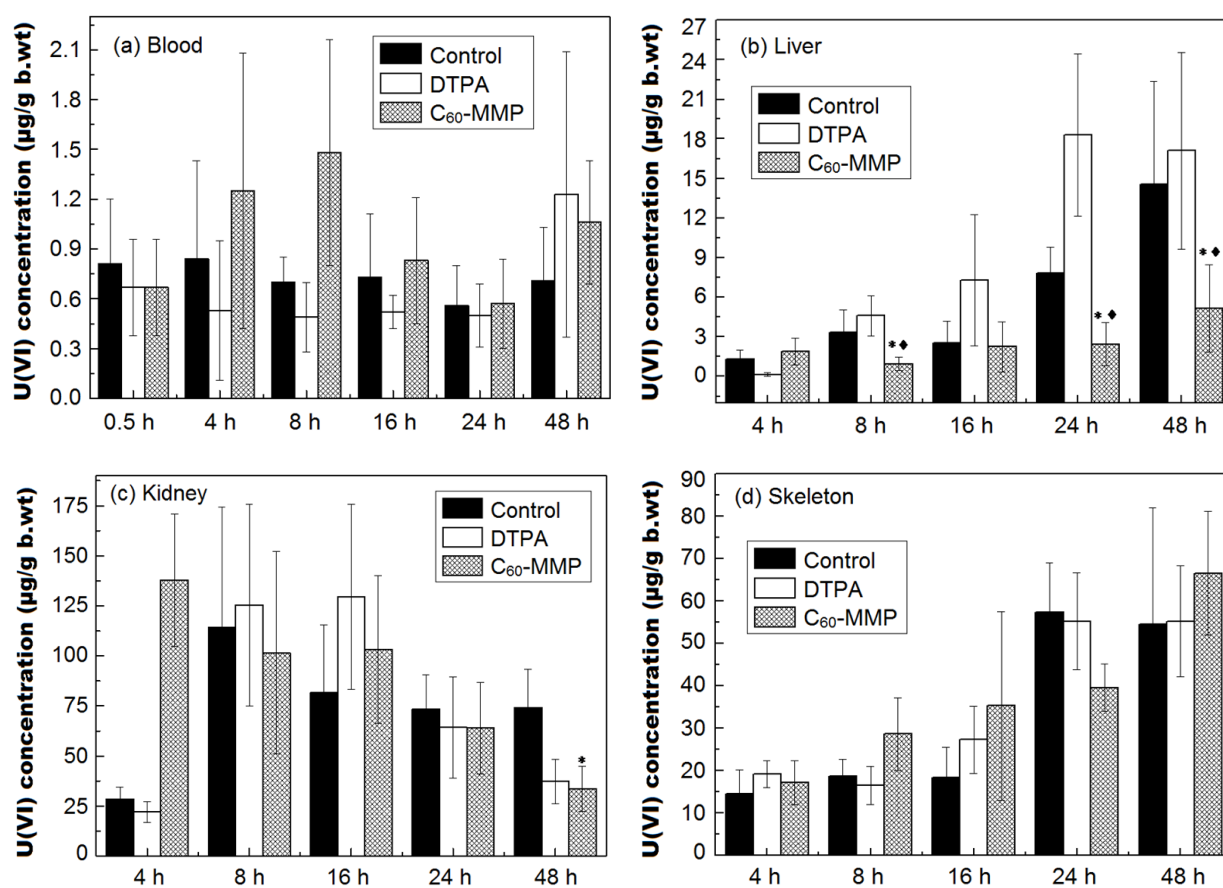 (a) Blood
Control
DTPA
C₆₀-MMP
U(VI) concentration (µg/g b.wt)
2.1
1.8
1.5
1.2
0.9
0.6
0.3
0.0
0.5 h 4 h 8 h 16 h 24 h 48 h
(b) Liver
Control
DTPA
C₆₀-MMP
U(VI) concentration (µg/g b.wt)
27
24
21
18
15
12
9
6
3
0
*♦
*♦
*♦
4 h 8 h 16 h 24 h 48 h
(c) Kidney
Control
DTPA
C₆₀-MMP
U(VI) concentration (µg/g b.wt)
175
150
125
100
75
50
25
0
*
4 h 8 h 16 h 24 h 48 h
(d) Skeleton
Control
DTPA
C₆₀-MMP
U(VI) concentration (µg/g b.wt)
90
80
70
60
50
40
30
20
10
0
4 h 8 h 16 h 24 h 48 h